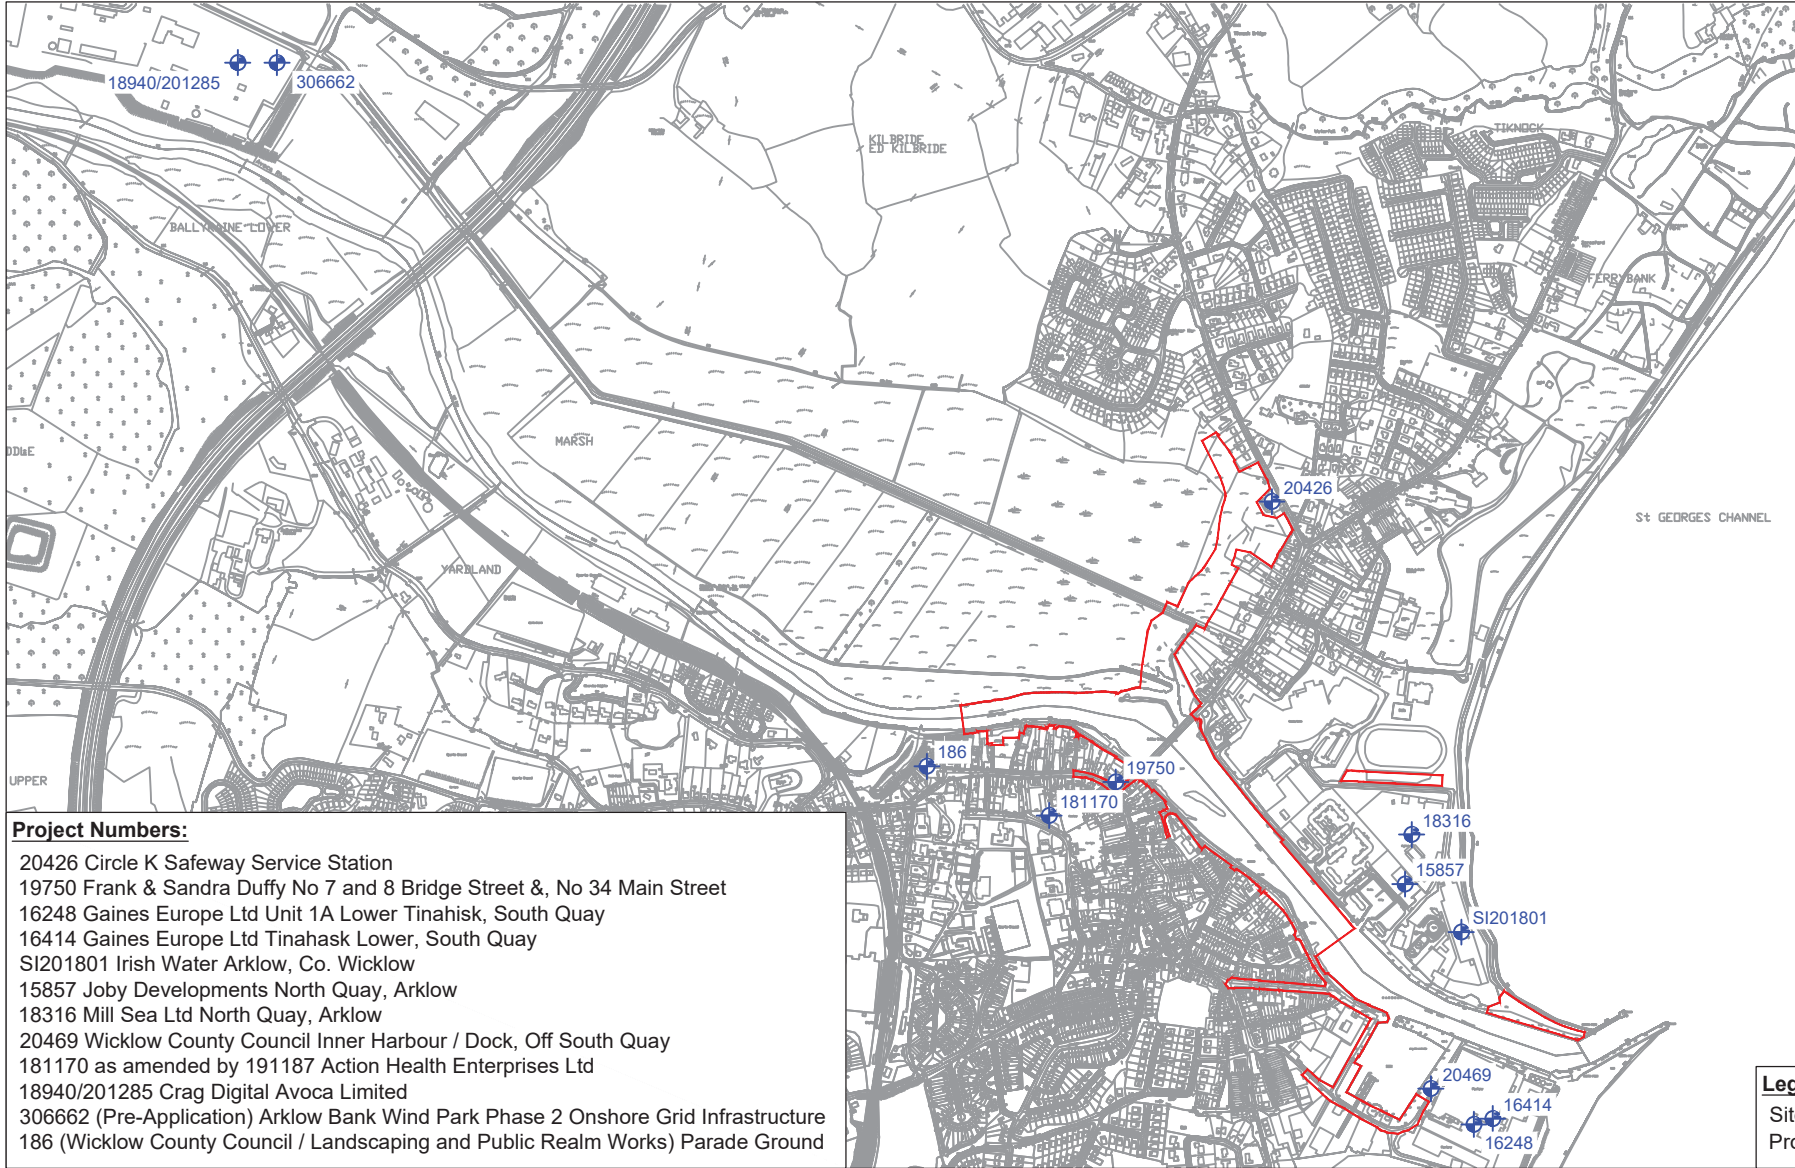 18940/201285
306662
KILBRIDE
ED KILBRIDE
TIKNOCK
BALLYRAINE LOWER
FERRYBANK
MARSH
20426
St GEORGES CHANNEL
YARDLAND
UPPER
186
19750
181170
18316
15857
SI201801
20469
16414
16248
Project Numbers:
20426 Circle K Safeway Service Station
19750 Frank & Sandra Duffy No 7 and 8 Bridge Street &, No 34 Main Street
16248 Gaines Europe Ltd Unit 1A Lower Tinahisk, South Quay
16414 Gaines Europe Ltd Tinahask Lower, South Quay
SI201801 Irish Water Arklow, Co. Wicklow
15857 Joby Developments North Quay, Arklow
18316 Mill Sea Ltd North Quay, Arklow
20469 Wicklow County Council Inner Harbour / Dock, Off South Quay
181170 as amended by 191187 Action Health Enterprises Ltd
18940/201285 Crag Digital Avoca Limited
306662 (Pre-Application) Arklow Bank Wind Park Phase 2 Onshore Grid Infrastructure
186 (Wicklow County Council / Landscaping and Public Realm Works) Parade Ground
Leg
Sit
Pro